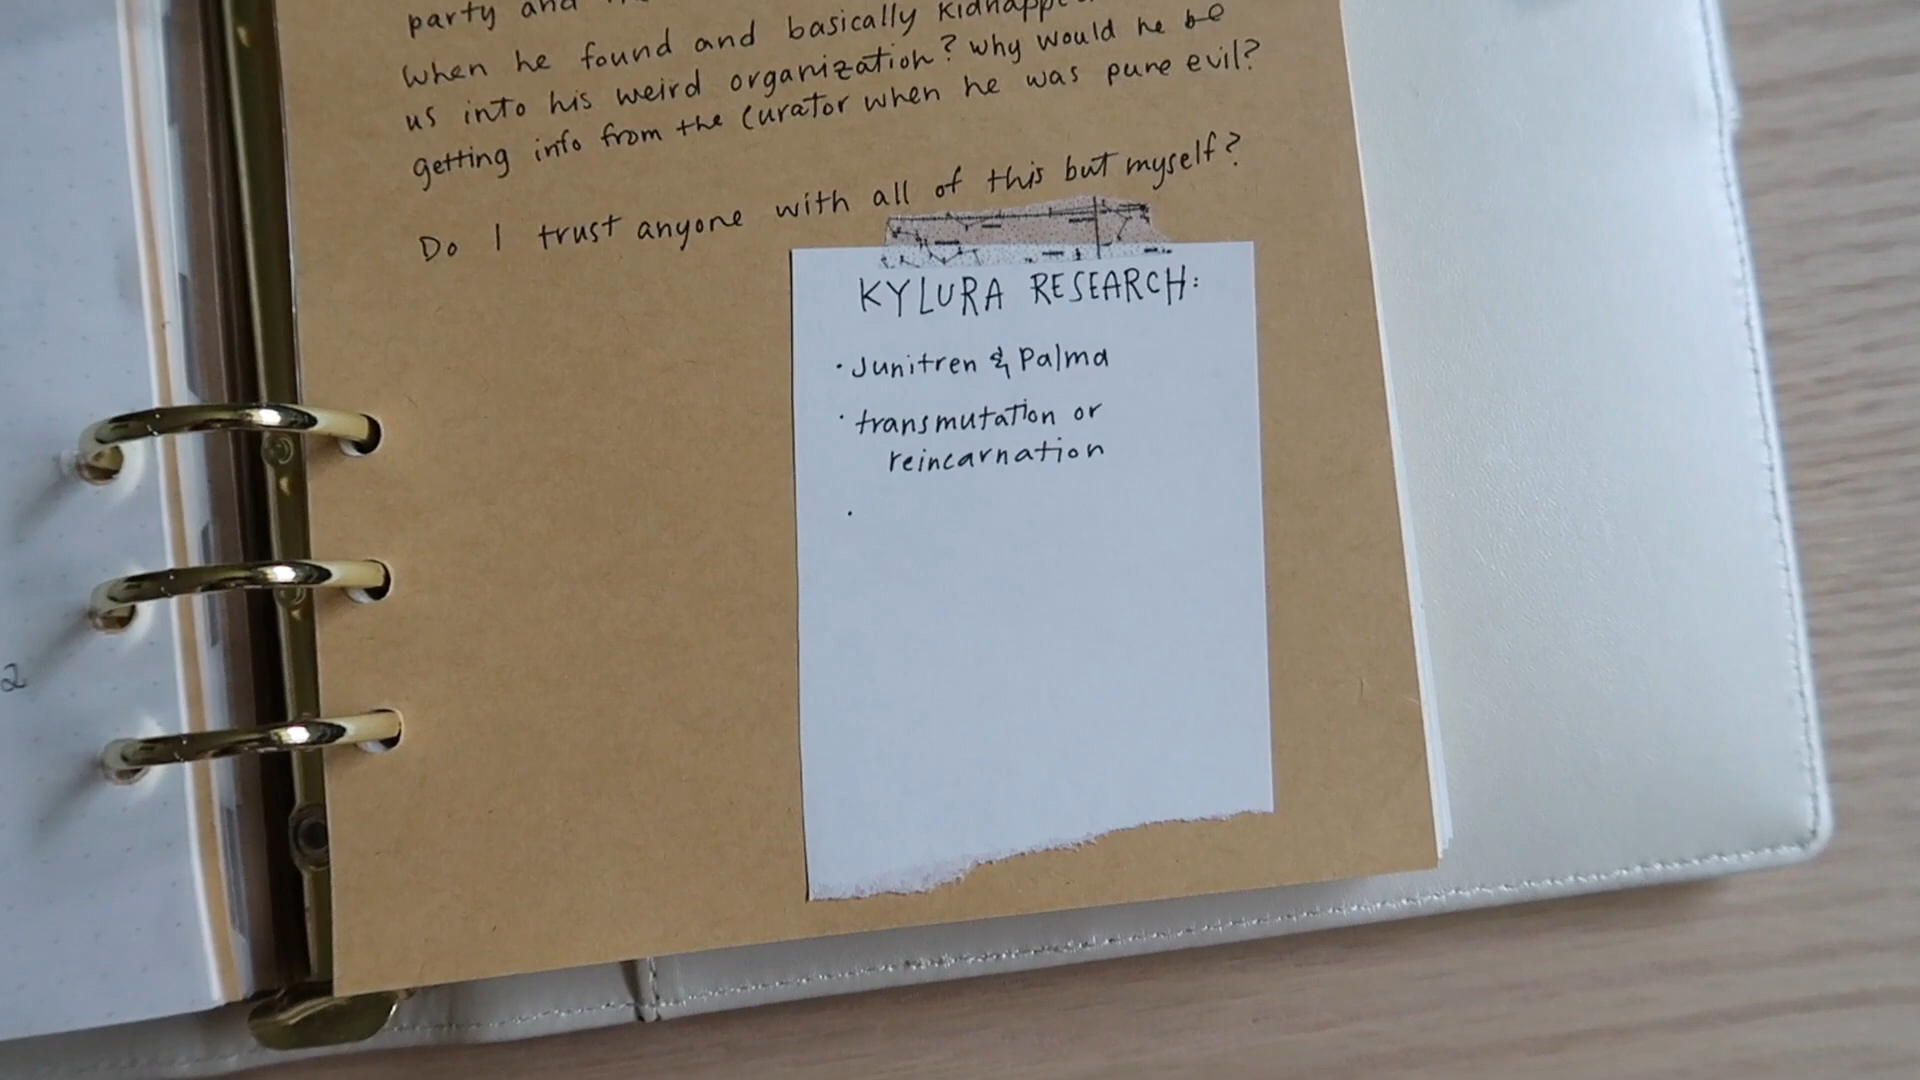 party and
when he found and basically
us into his weird organization? why would he be
getting info from the Curator when he was pure evil?
Do I trust anyone with all of this but myself?
KYLURA RESEARCH:
· Junitren & Palma
· transmutation or
reincarnation
·
2